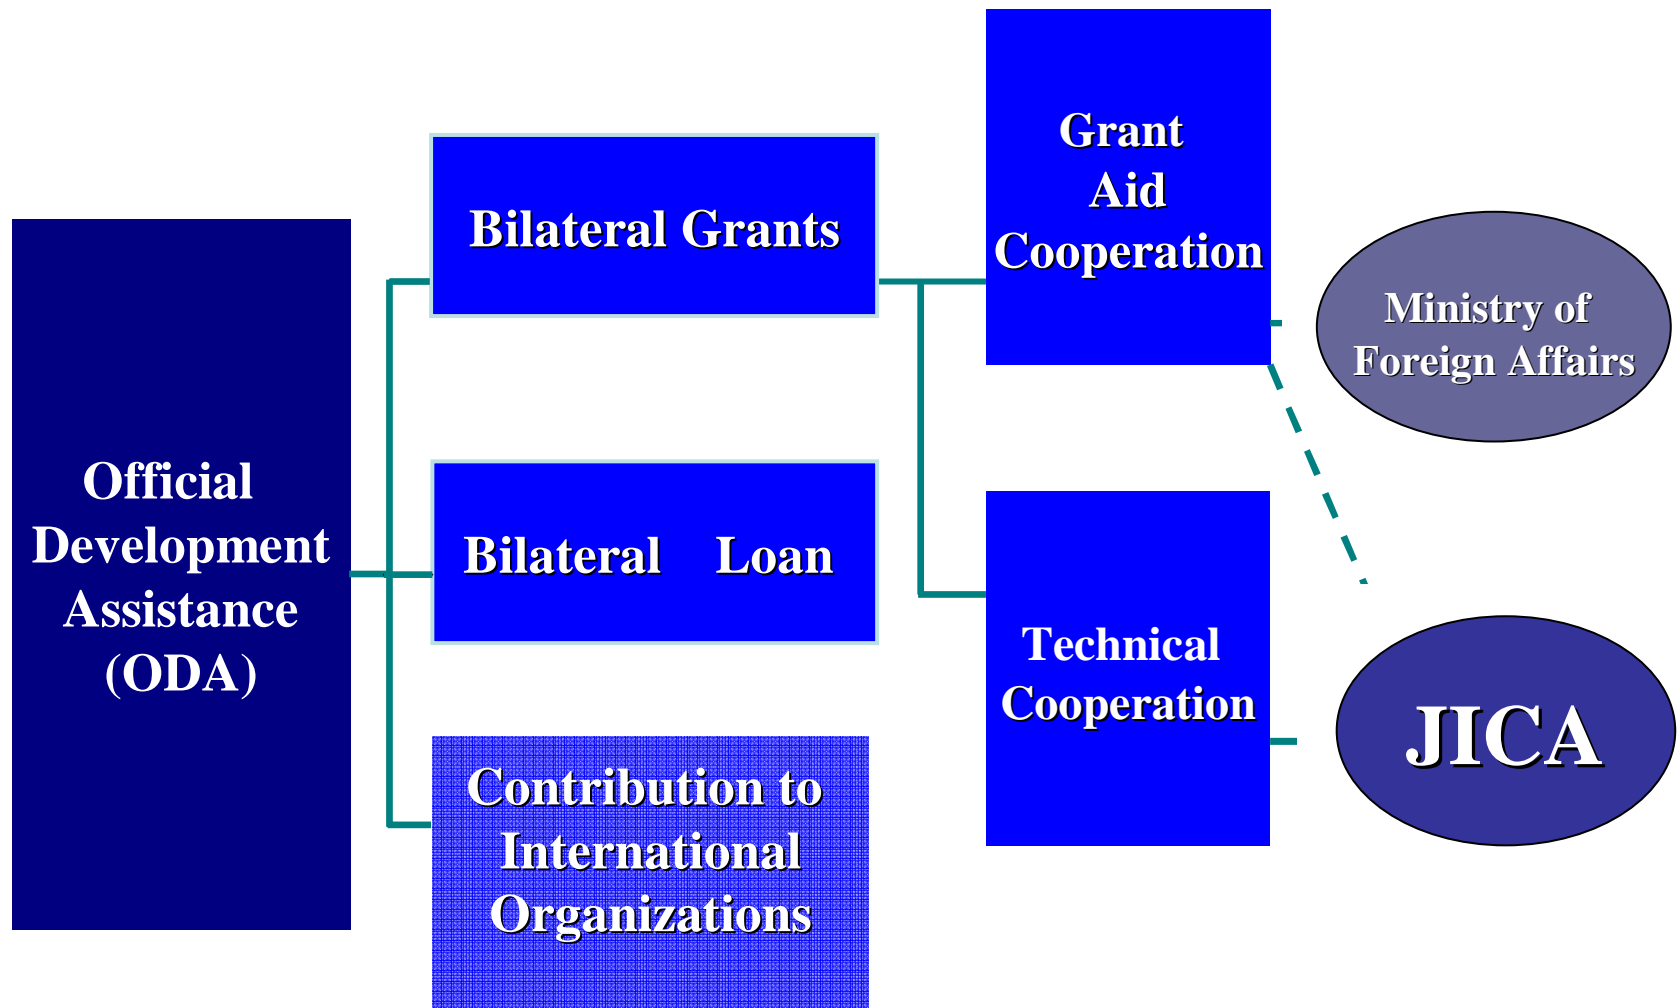 Official
Development
Assistance
(ODA)
Bilateral Grants
Bilateral Loan
Contribution to
International
Organizations
Grant
Aid
Cooperation
Technical
Cooperation
Ministry of
Foreign Affairs
JICA